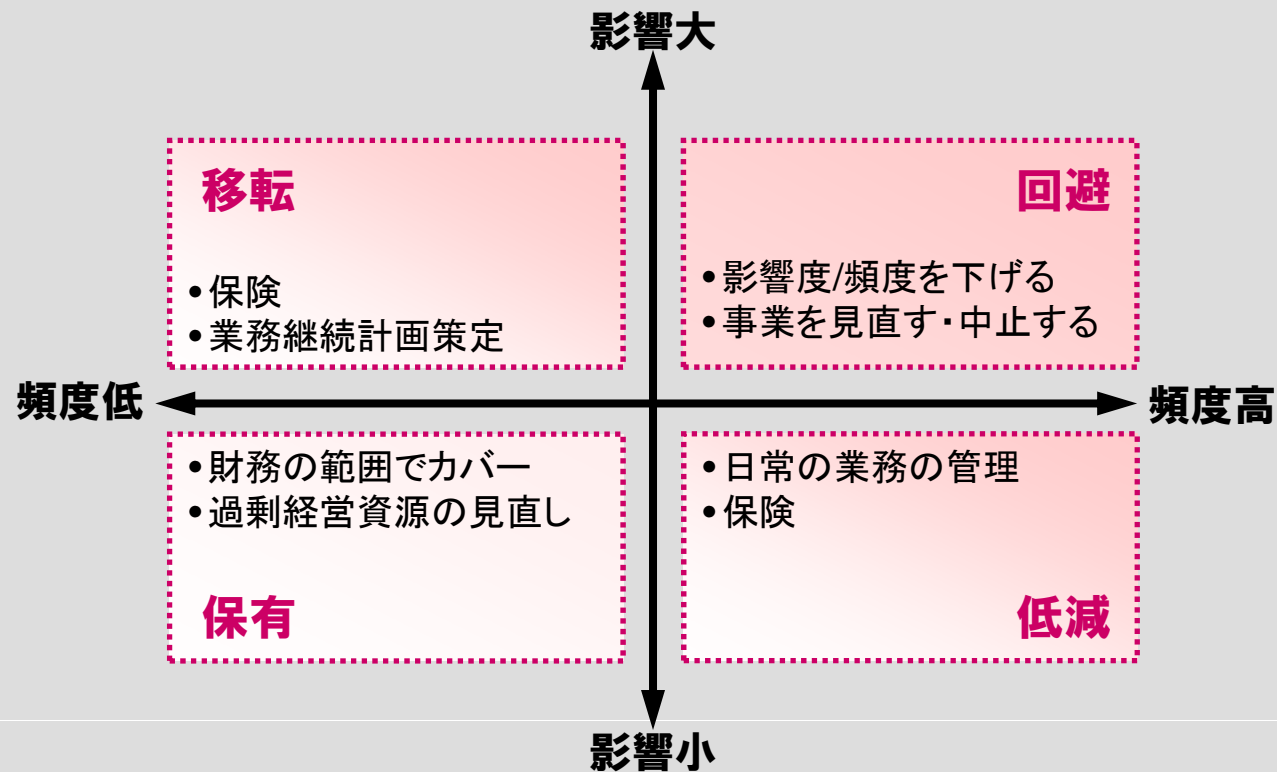 影響大
移転
•保険
•業務継続計画策定
回避
•影響度/頻度を下げる
•事業を見直す・中止する
頻度低
頻度高
•財務の範囲でカバー
•過剰経営資源の見直し
保有
•日常の業務の管理
•保険
低減
影響小